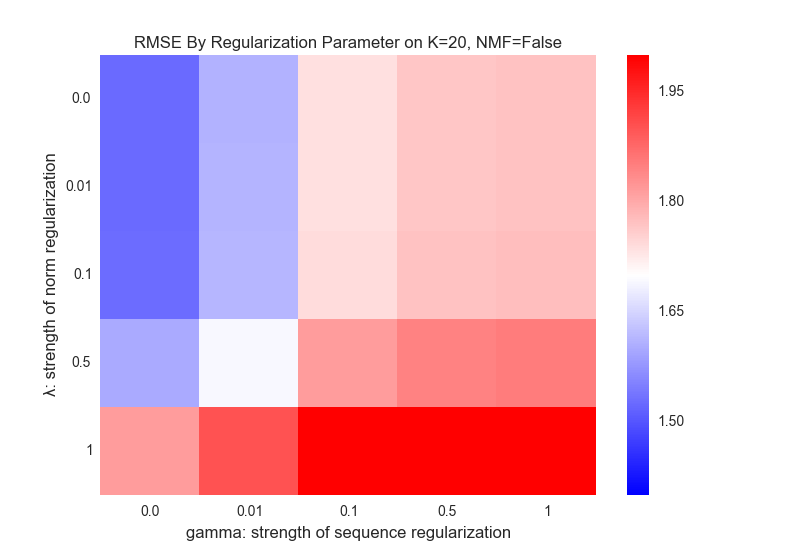 RMSE By Regularization Parameter on K=20, NMF=False
λ: strength of norm regularization
0.0
0.01
0.1
0.5
1
0.0 0.01 0.1 0.5 1
gamma: strength of sequence regularization
1.95
1.80
1.65
1.50